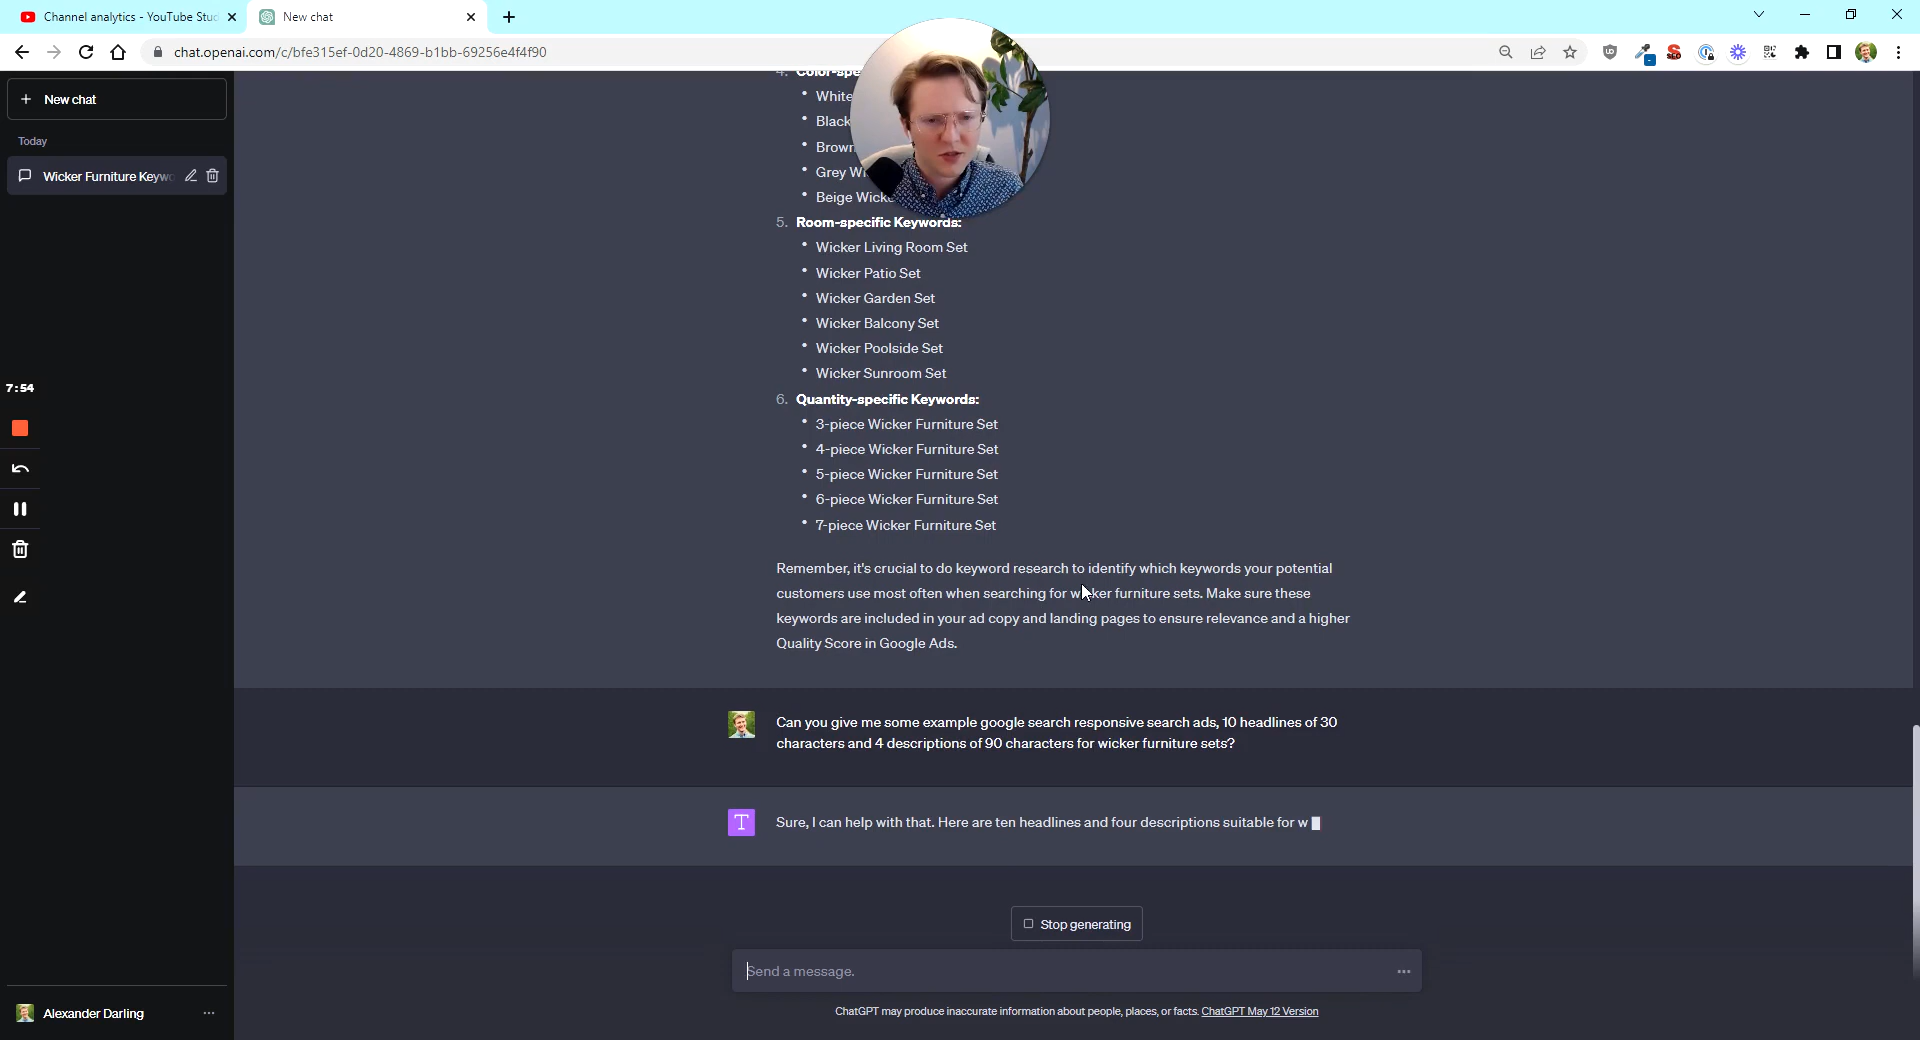 Channel analytics - YouTube Stu
New chat
chat.openai.com/c/bfe315ef-0d20-4869-b1bb-69256e4f4f90
+ New chat
Today
Wicker Furniture Keyw
7:54
4. Color-spe
• White
• Black
• Brown
• Grey Wi
• Beige Wicke
5. Room-specific Keywords:
• Wicker Living Room Set
• Wicker Patio Set
• Wicker Garden Set
• Wicker Balcony Set
• Wicker Poolside Set
• Wicker Sunroom Set
6. Quantity-specific Keywords:
• 3-piece Wicker Furniture Set
• 4-piece Wicker Furniture Set
• 5-piece Wicker Furniture Set
• 6-piece Wicker Furniture Set
• 7-piece Wicker Furniture Set
Remember, it's crucial to do keyword research to identify which keywords your potential
customers use most often when searching for wicker furniture sets. Make sure these
keywords are included in your ad copy and landing pages to ensure relevance and a higher
Quality Score in Google Ads.
Can you give me some example google search responsive search ads, 10 headlines of 30
characters and 4 descriptions of 90 characters for wicker furniture sets?
T
Sure, I can help with that. Here are ten headlines and four descriptions suitable for w
Stop generating
Send a message.
ChatGPT may produce inaccurate information about people, places, or facts. ChatGPT May 12 Version
Alexander Darling